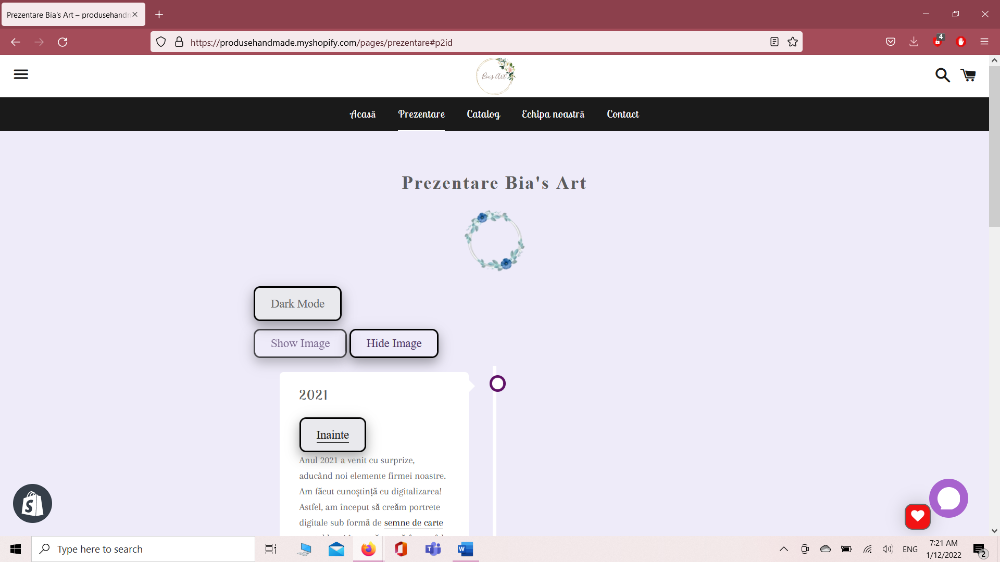 Prezentare Bia's Art – produsehandm
https://produsehandmade.myshopify.com/pages/prezentare#p2id
4
Bia's Art
Acasă Prezentare Catalog Echipa noastră Contact
Prezentare Bia's Art
Dark Mode
Show Image Hide Image
2021
Inainte
Anul 2021 a venit cu surprize,
aducând noi elemente firmei noastre.
Am făcut cunoștință cu digitalizarea!
Astfel, am început să creăm portrete
digitale sub formă de semne de carte
Type here to search
ENG
7:21 AM
1/12/2022
2